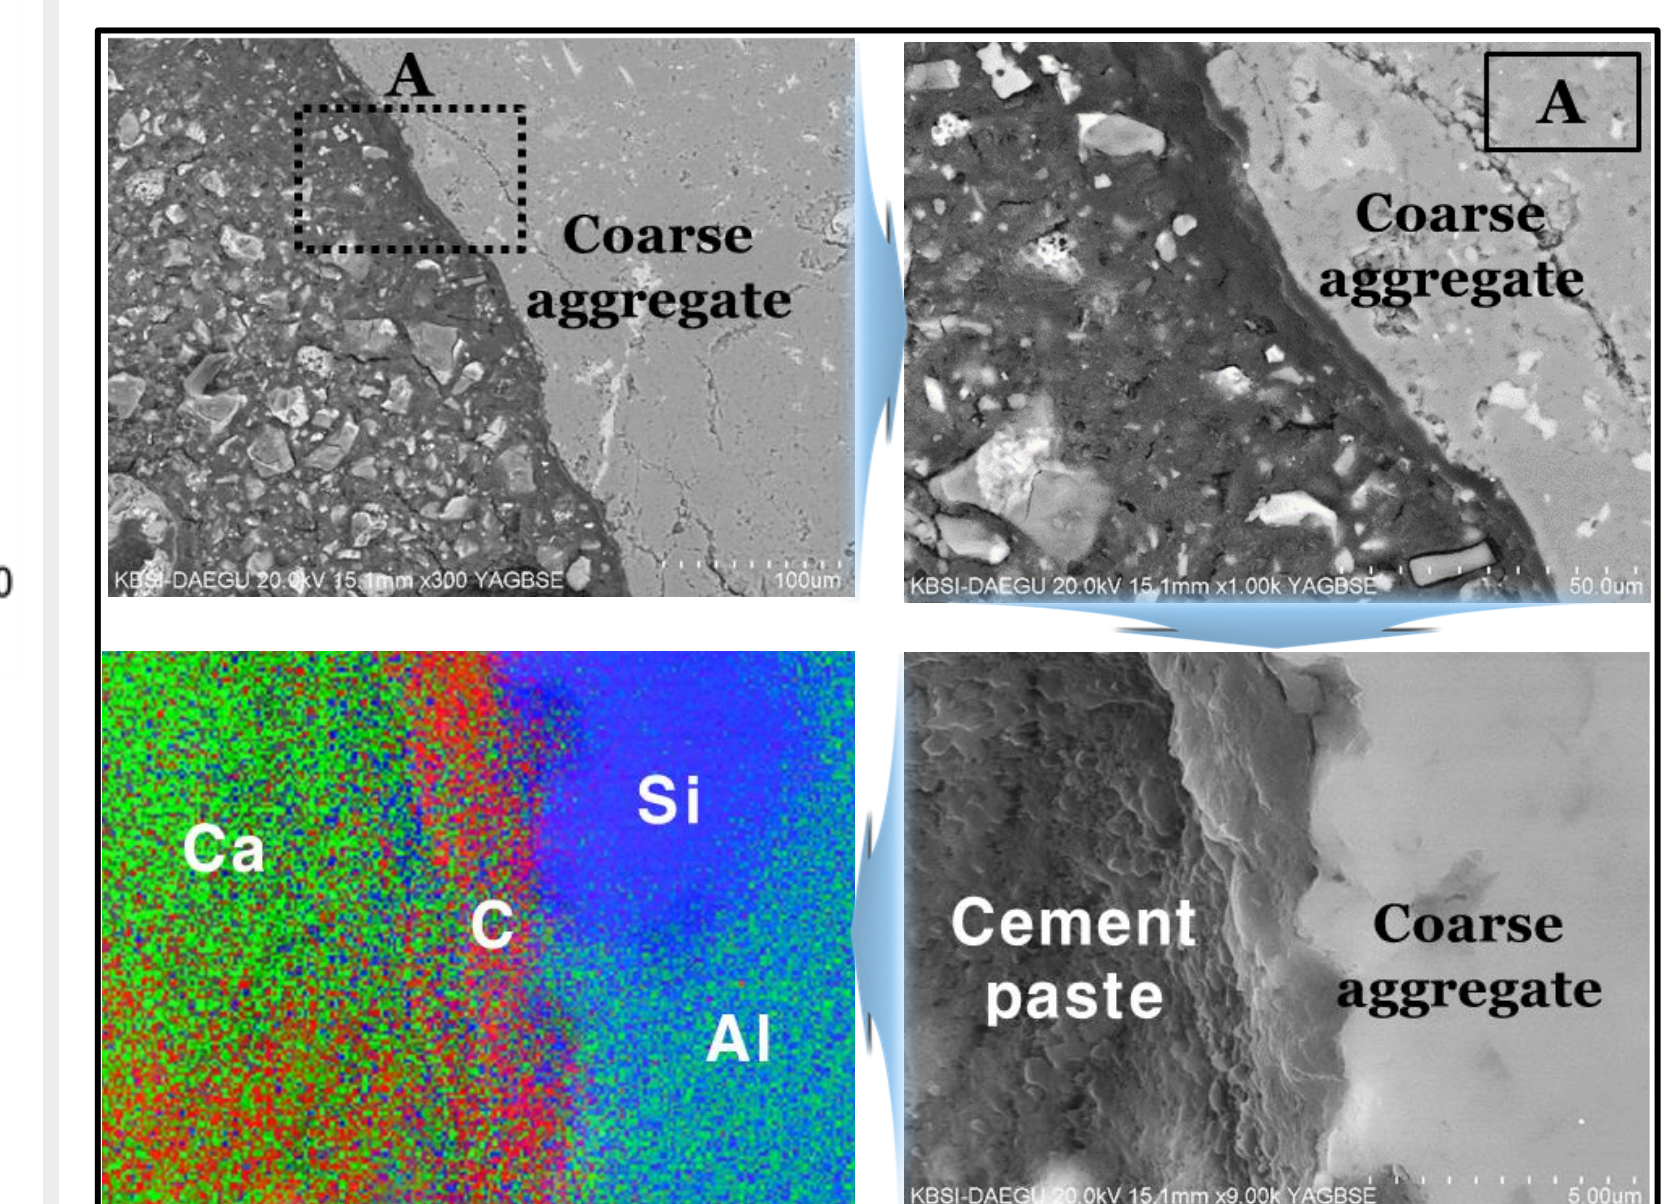 A
Coarse
aggregate
KBSI-DAEGU 20.0kV 15.1mm x300 YAGBSE 100um
A
Coarse
aggregate
KBSI-DAEGU 20.0kV 15.1mm x1.00k YAGBSE 50.0um
0
Si
Ca
C
Al
Cement
paste
Coarse
aggregate
KBSI-DAEGU 20.0kV 15.1mm x9.00k YAGBSE 5.00um